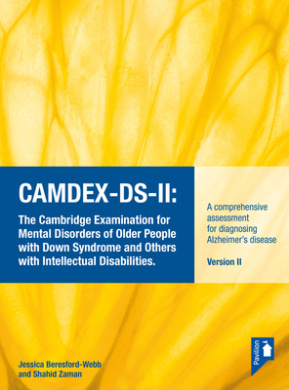 CAMDEX-DS-II:
The Cambridge Examination for
Mental Disorders of Older People
with Down Syndrome and Others
with Intellectual Disabilities.
A comprehensive
assessment
for diagnosing
Alzheimer's disease
Version II
Jessica Beresford-Webb
and Shahid Zaman
Pavilion